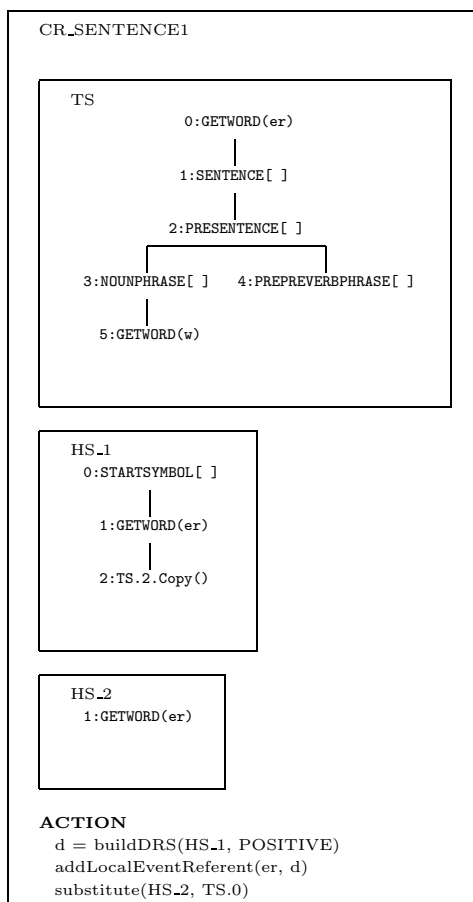 CR_SENTENCE1
TS
0:GETWORD(er)
1:SENTENCE[ ]
2:PRESENTENCE[ ]
3:NOUNPHRASE[ ] 4:PREPREVERBPHRASE[ ]
5:GETWORD(w)
HS_1
0:STARTSYMBOL[ ]
1:GETWORD(er)
2:TS.2.Copy()
HS_2
1:GETWORD(er)
ACTION
d = buildDRS(HS_1, POSITIVE)
addLocalEventReferent(er, d)
substitute(HS_2, TS.0)